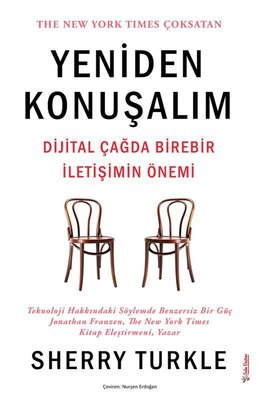 THE NEW YORK TIMES ÇOKSATAN
YENİDEN
KONUŞALIM
DİJİTAL ÇAĞDA BİREBİR
İLETİŞİMİN ÖNEMİ
Teknoloji Hakkındaki Söylemde Benzersiz Bir Güç
Jonathan Franzen, The New York Times
Kitap Eleştirmeni, Yazar
SHERRY TURKLE
Çeviren: Nurşen Erdoğan
Sola Unitas